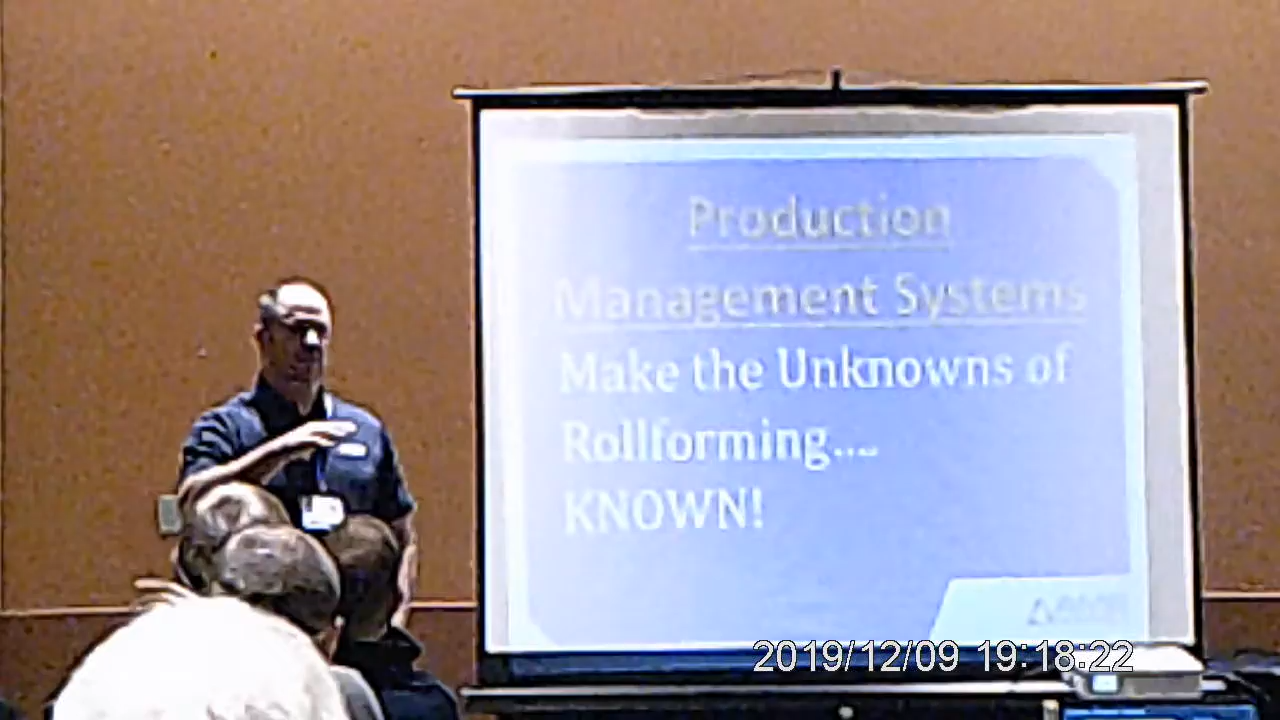 Production
Management Systems
Make the Unknowns of
Rollforming....
KNOWN!
2019/12/09 19:18:22